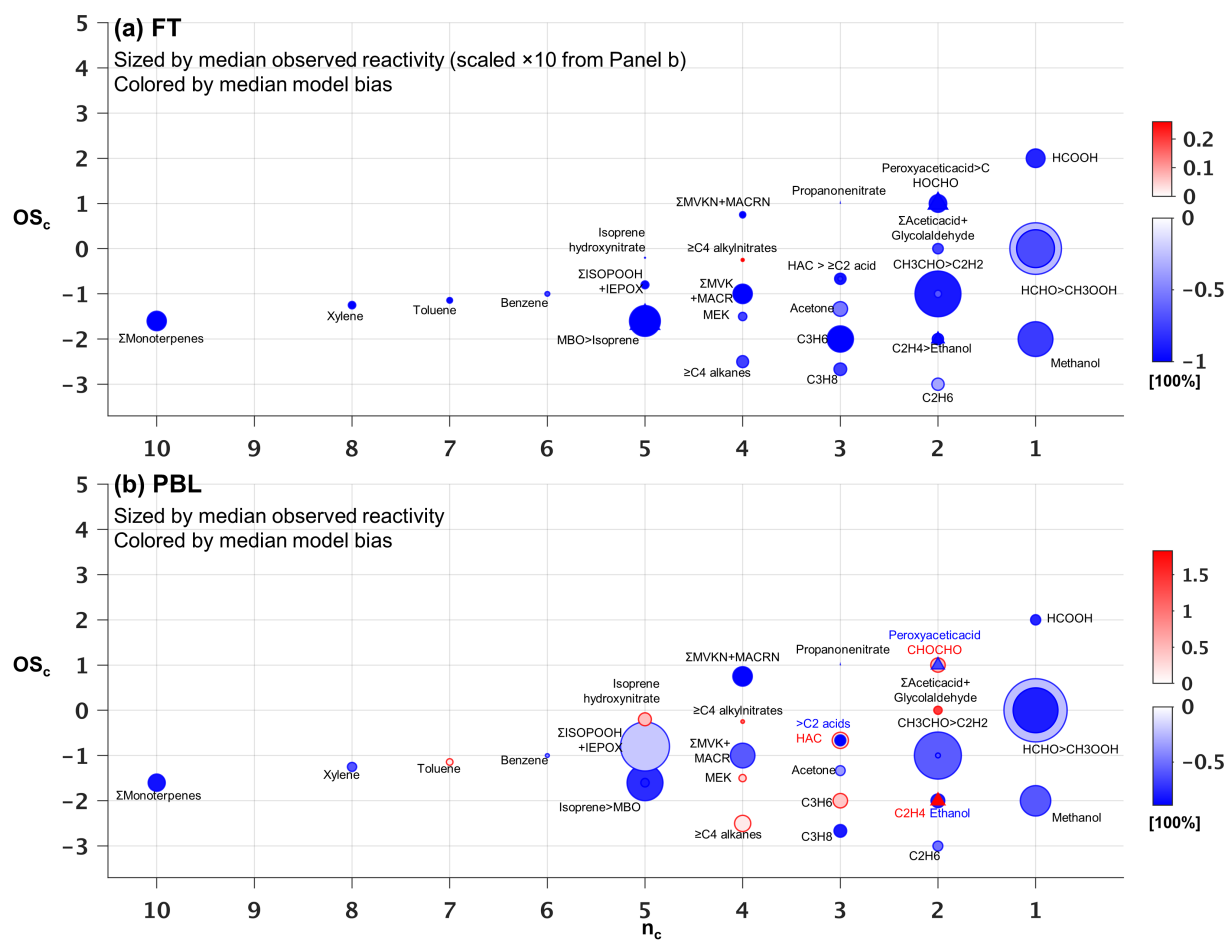 (a) FT
Sized by median observed reactivity (scaled ×10 from Panel b)
Colored by median model bias
5
4
3
2
1
0
−1
−2
−3
OSc
10
9
8
7
6
5
4
3
2
1
HCOOH
Peroxyaceticacid>C
HOCHO
Propanonenitrate
ΣMVKN+MACRN
ΣAceticacid+
Glycolaldehyde
Isoprene
hydroxynitrate
≥C4 alkylnitrates
HAC > ≥C2 acid
CH3CHO>C2H2
ΣISOPOOH
+IEPOX
ΣMVK
+MACR
HCHO>CH3OOH
Benzene
Toluene
Xylene
Acetone
MEK
ΣMonoterpenes
MBO>Isoprene
C3H6
C2H4>Ethanol
Methanol
≥C4 alkanes
C3H8
C2H6
0.2
0.1
0
0
−0.5
−1
[100%]
(b) PBL
Sized by median observed reactivity
Colored by median model bias
5
4
3
2
1
0
−1
−2
−3
OSc
10
9
8
7
6
5
4
3
2
1
nc
HCOOH
Peroxyaceticacid
CHOCHO
Propanonenitrate
ΣMVKN+MACRN
ΣAceticacid+
Glycolaldehyde
Isoprene
hydroxynitrate
≥C4 alkylnitrates
>C2 acids
HAC
CH3CHO>C2H2
ΣISOPOOH
+IEPOX
ΣMVK+
MACR
HCHO>CH3OOH
Benzene
Toluene
Xylene
Acetone
MEK
ΣMonoterpenes
Isoprene>MBO
C3H6
C2H4 Ethanol
Methanol
≥C4 alkanes
C3H8
C2H6
1.5
1
0.5
0
0
−0.5
[100%]